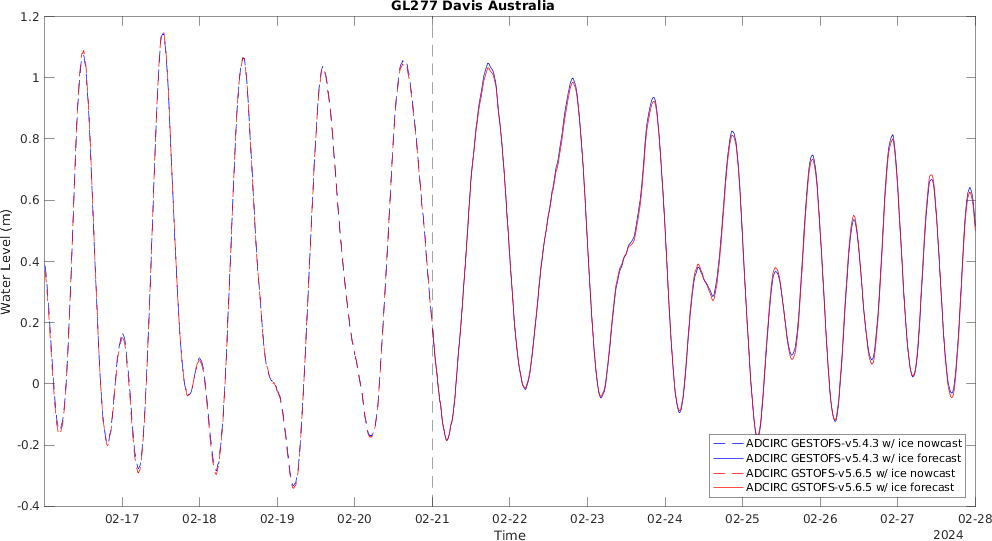 GL277 Davis Australia
1.2
1
0.8
0.6
0.4
0.2
0
-0.2
-0.4
Water Level (m)
ADCIRC GESTOFS-v5.4.3 w/ ice nowcast
ADCIRC GESTOFS-v5.4.3 w/ ice forecast
ADCIRC GSTOFS-v5.6.5 w/ ice nowcast
ADCIRC GSTOFS-v5.6.5 w/ ice forecast
02-17 02-18 02-19 02-20 02-21 02-22 02-23 02-24 02-25 02-26 02-27 02-28
Time
2024